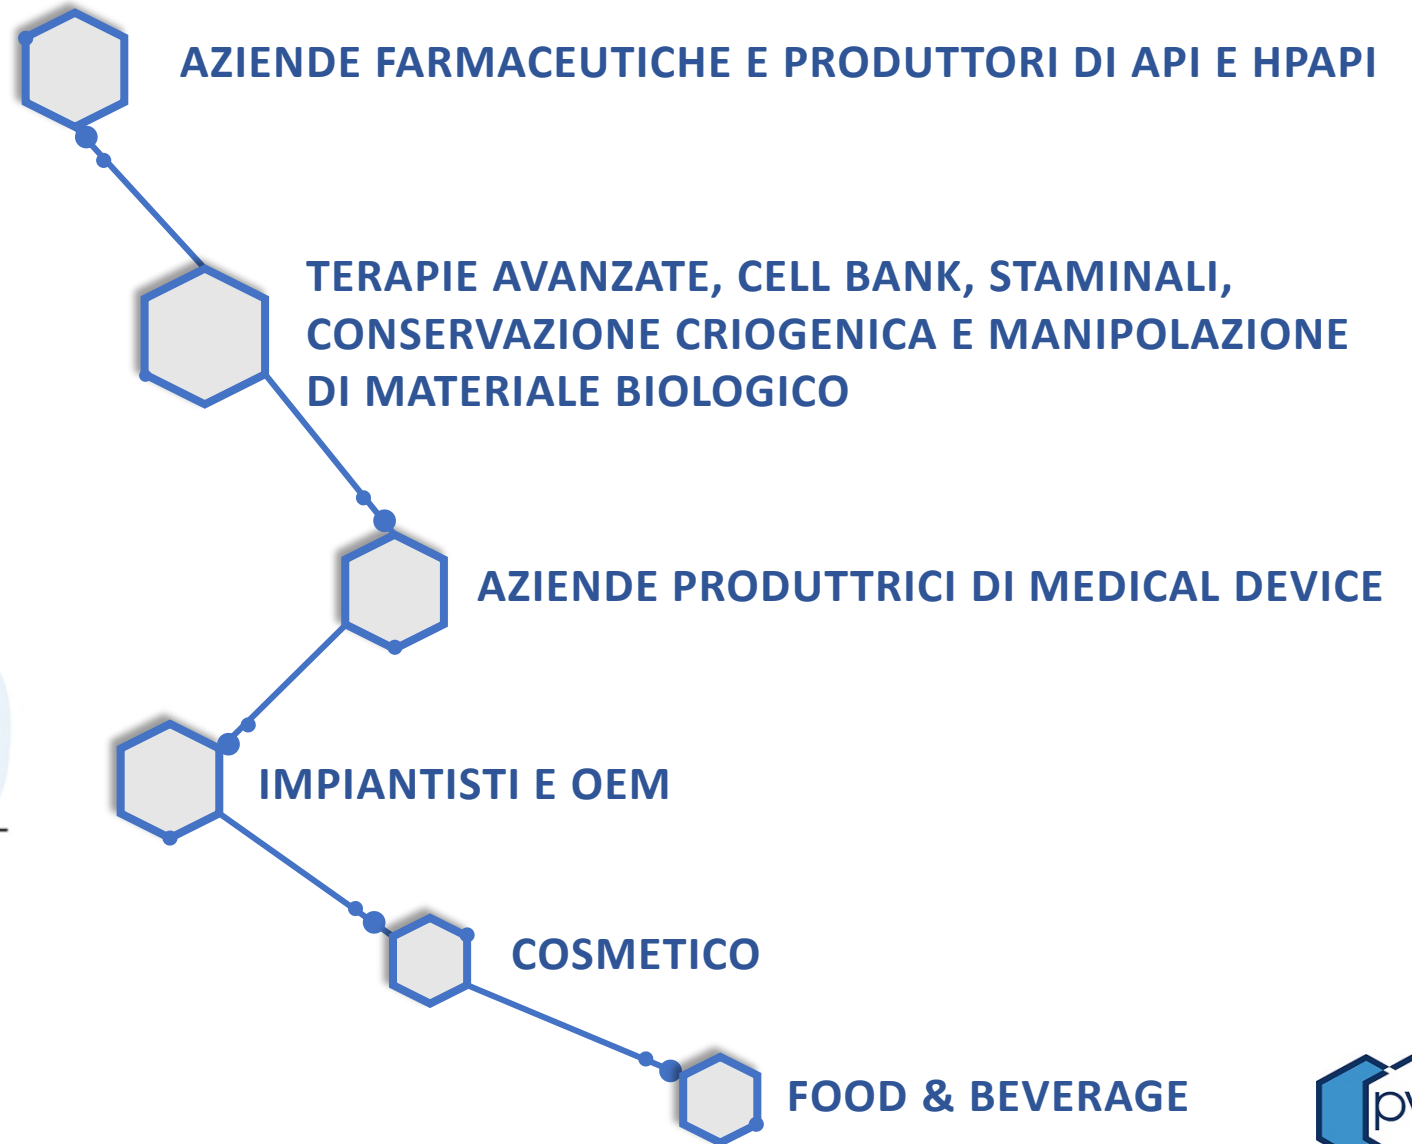 AZIENDE FARMACEUTICHE E PRODUTTORI DI API E HPAPI
TERAPIE AVANZATE, CELL BANK, STAMINALI,
CONSERVAZIONE CRIOGENICA E MANIPOLAZIONE
DI MATERIALE BIOLOGICO
AZIENDE PRODUTTRICI DI MEDICAL DEVICE
IMPIANTISTI E OEM
COSMETICO
FOOD & BEVERAGE